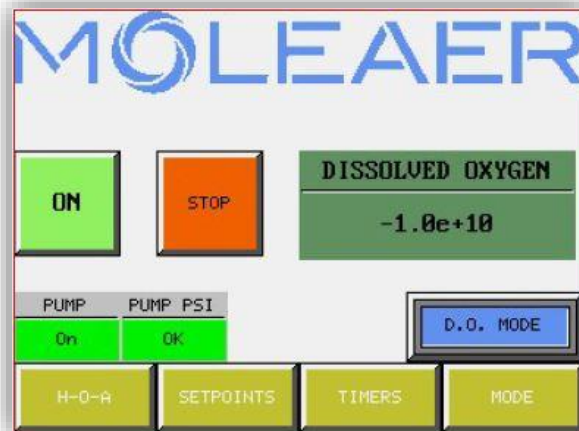 MOLEAER
DISSOLVED OXYGEN
ON
STOP
-1.0e+10
PUMP
PUMP PSI
On
OK
D.O. MODE
H-O-A
SETPOINTS
TIMERS
MODE